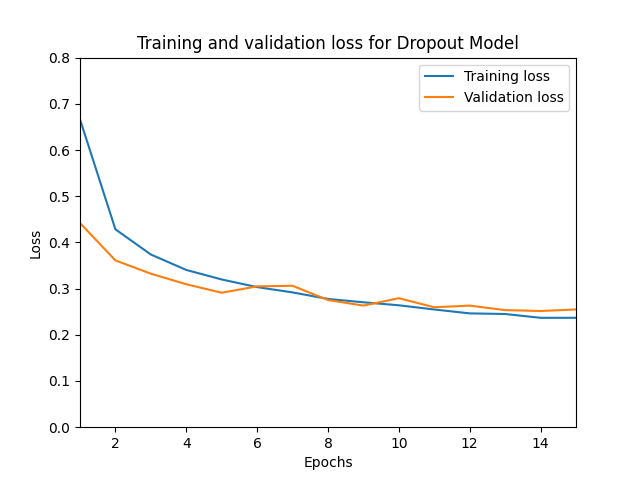 Training and validation loss for Dropout Model
Training loss
Validation loss
Loss
0.8
0.7
0.6
0.5
0.4
0.3
0.2
0.1
0.0
2 4 6 8 10 12 14
Epochs